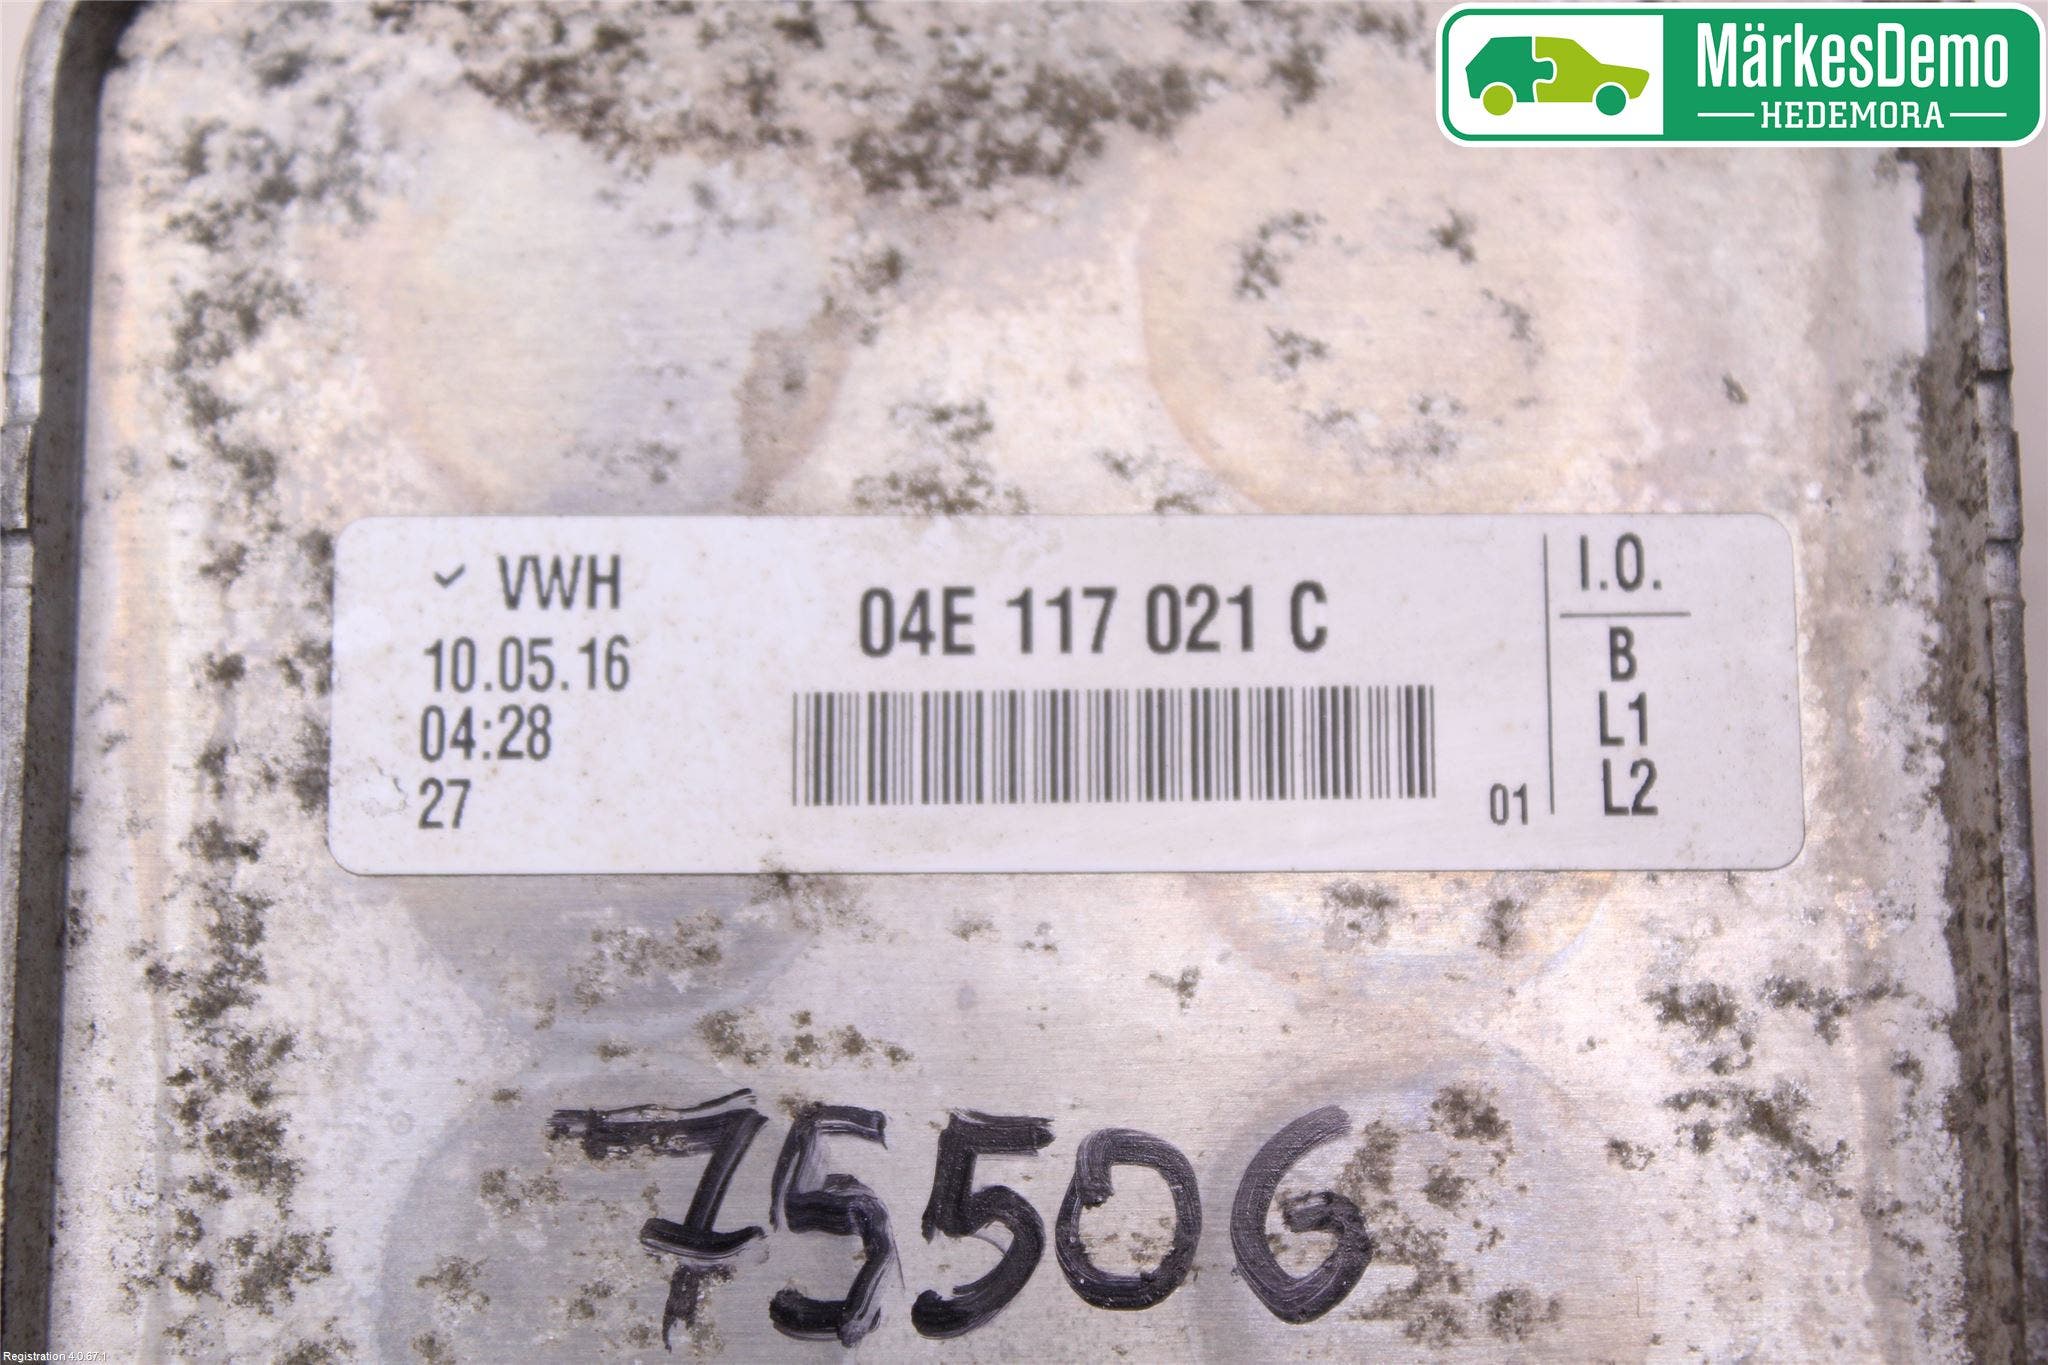 MärkesDemo
HEDEMORA
VWH
10.05.16
04:28
27
04E 117 021 C
01
I.O.
B
L1
L2
75506
Registration 4.0.67.1